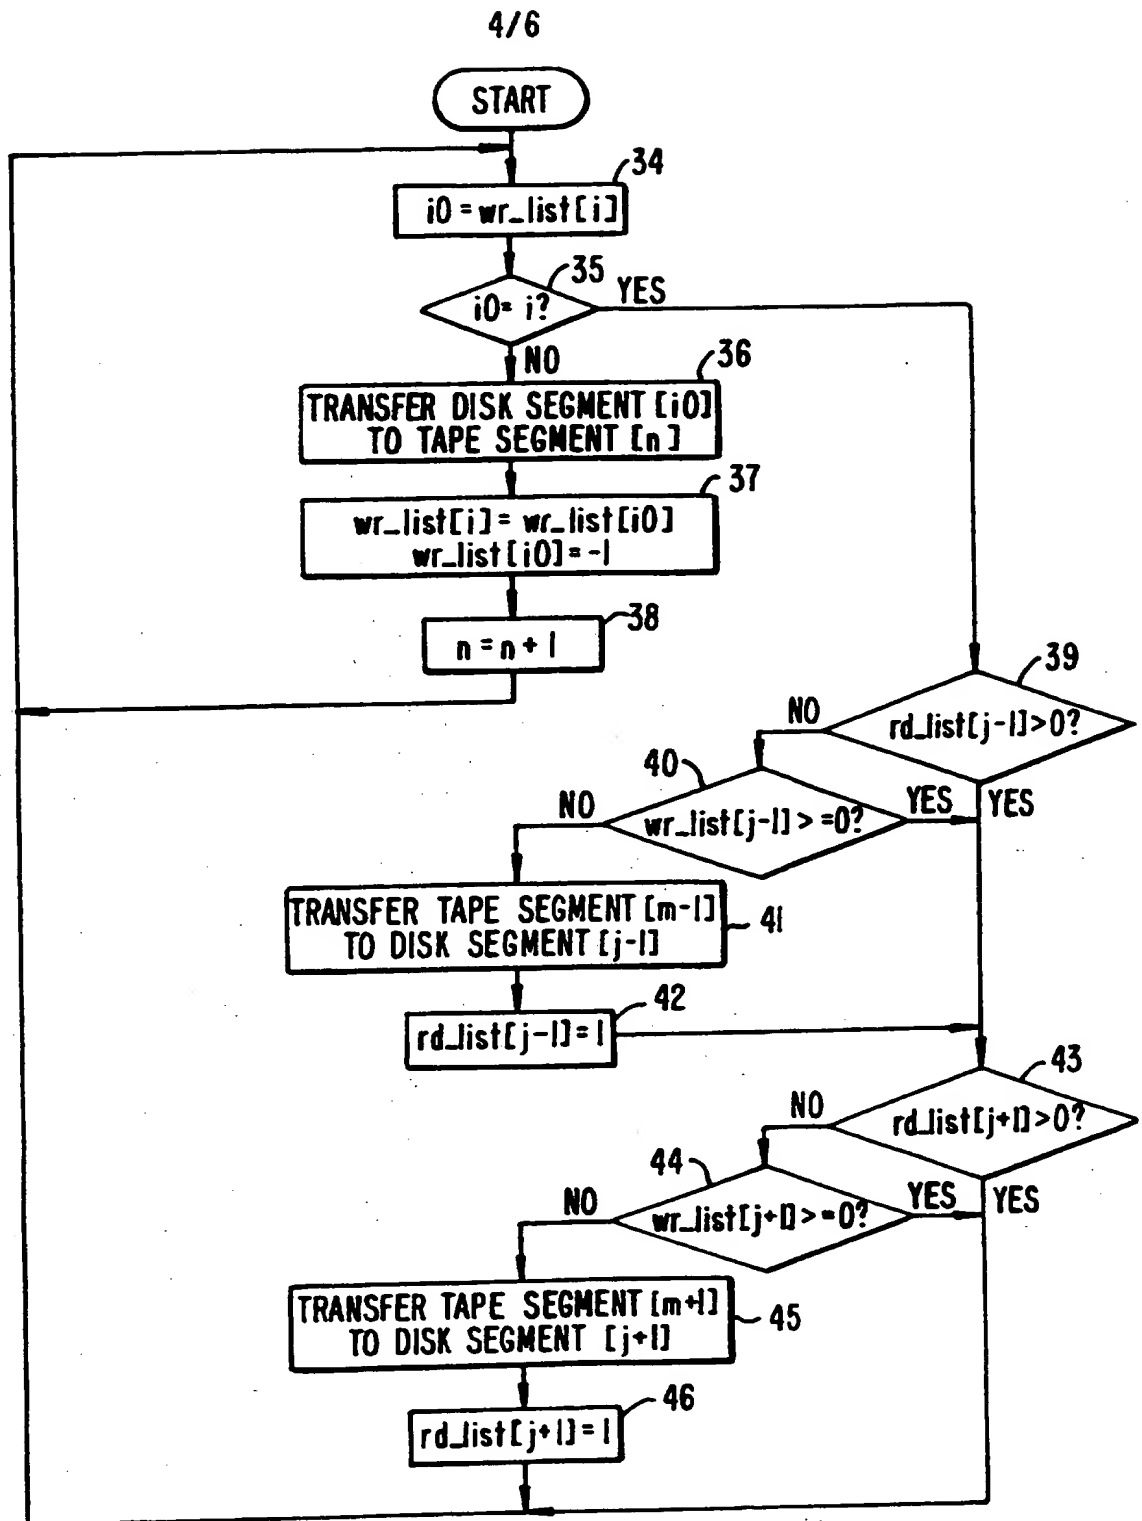 4/6
START
34
i0 = wr_list[i]
35
i0= i?
YES
NO
36
TRANSFER DISK SEGMENT [i0]
TO TAPE SEGMENT [n]
37
wr_list[i] = wr_list[i0]
wr_list[i0] = -1
38
n = n + 1
39
rd_list[j-1]>0?
NO
YES
40
wr_list[j-1] > =0?
NO
YES
TRANSFER TAPE SEGMENT [m-1]
TO DISK SEGMENT [j-1]
41
42
rd_list[j-1] = 1
43
rd_list[j+1]>0?
NO
YES
44
wr_list[j+1] > =0?
NO
YES
TRANSFER TAPE SEGMENT [m+1]
TO DISK SEGMENT [j+1]
45
46
rd_list[j+1] = 1